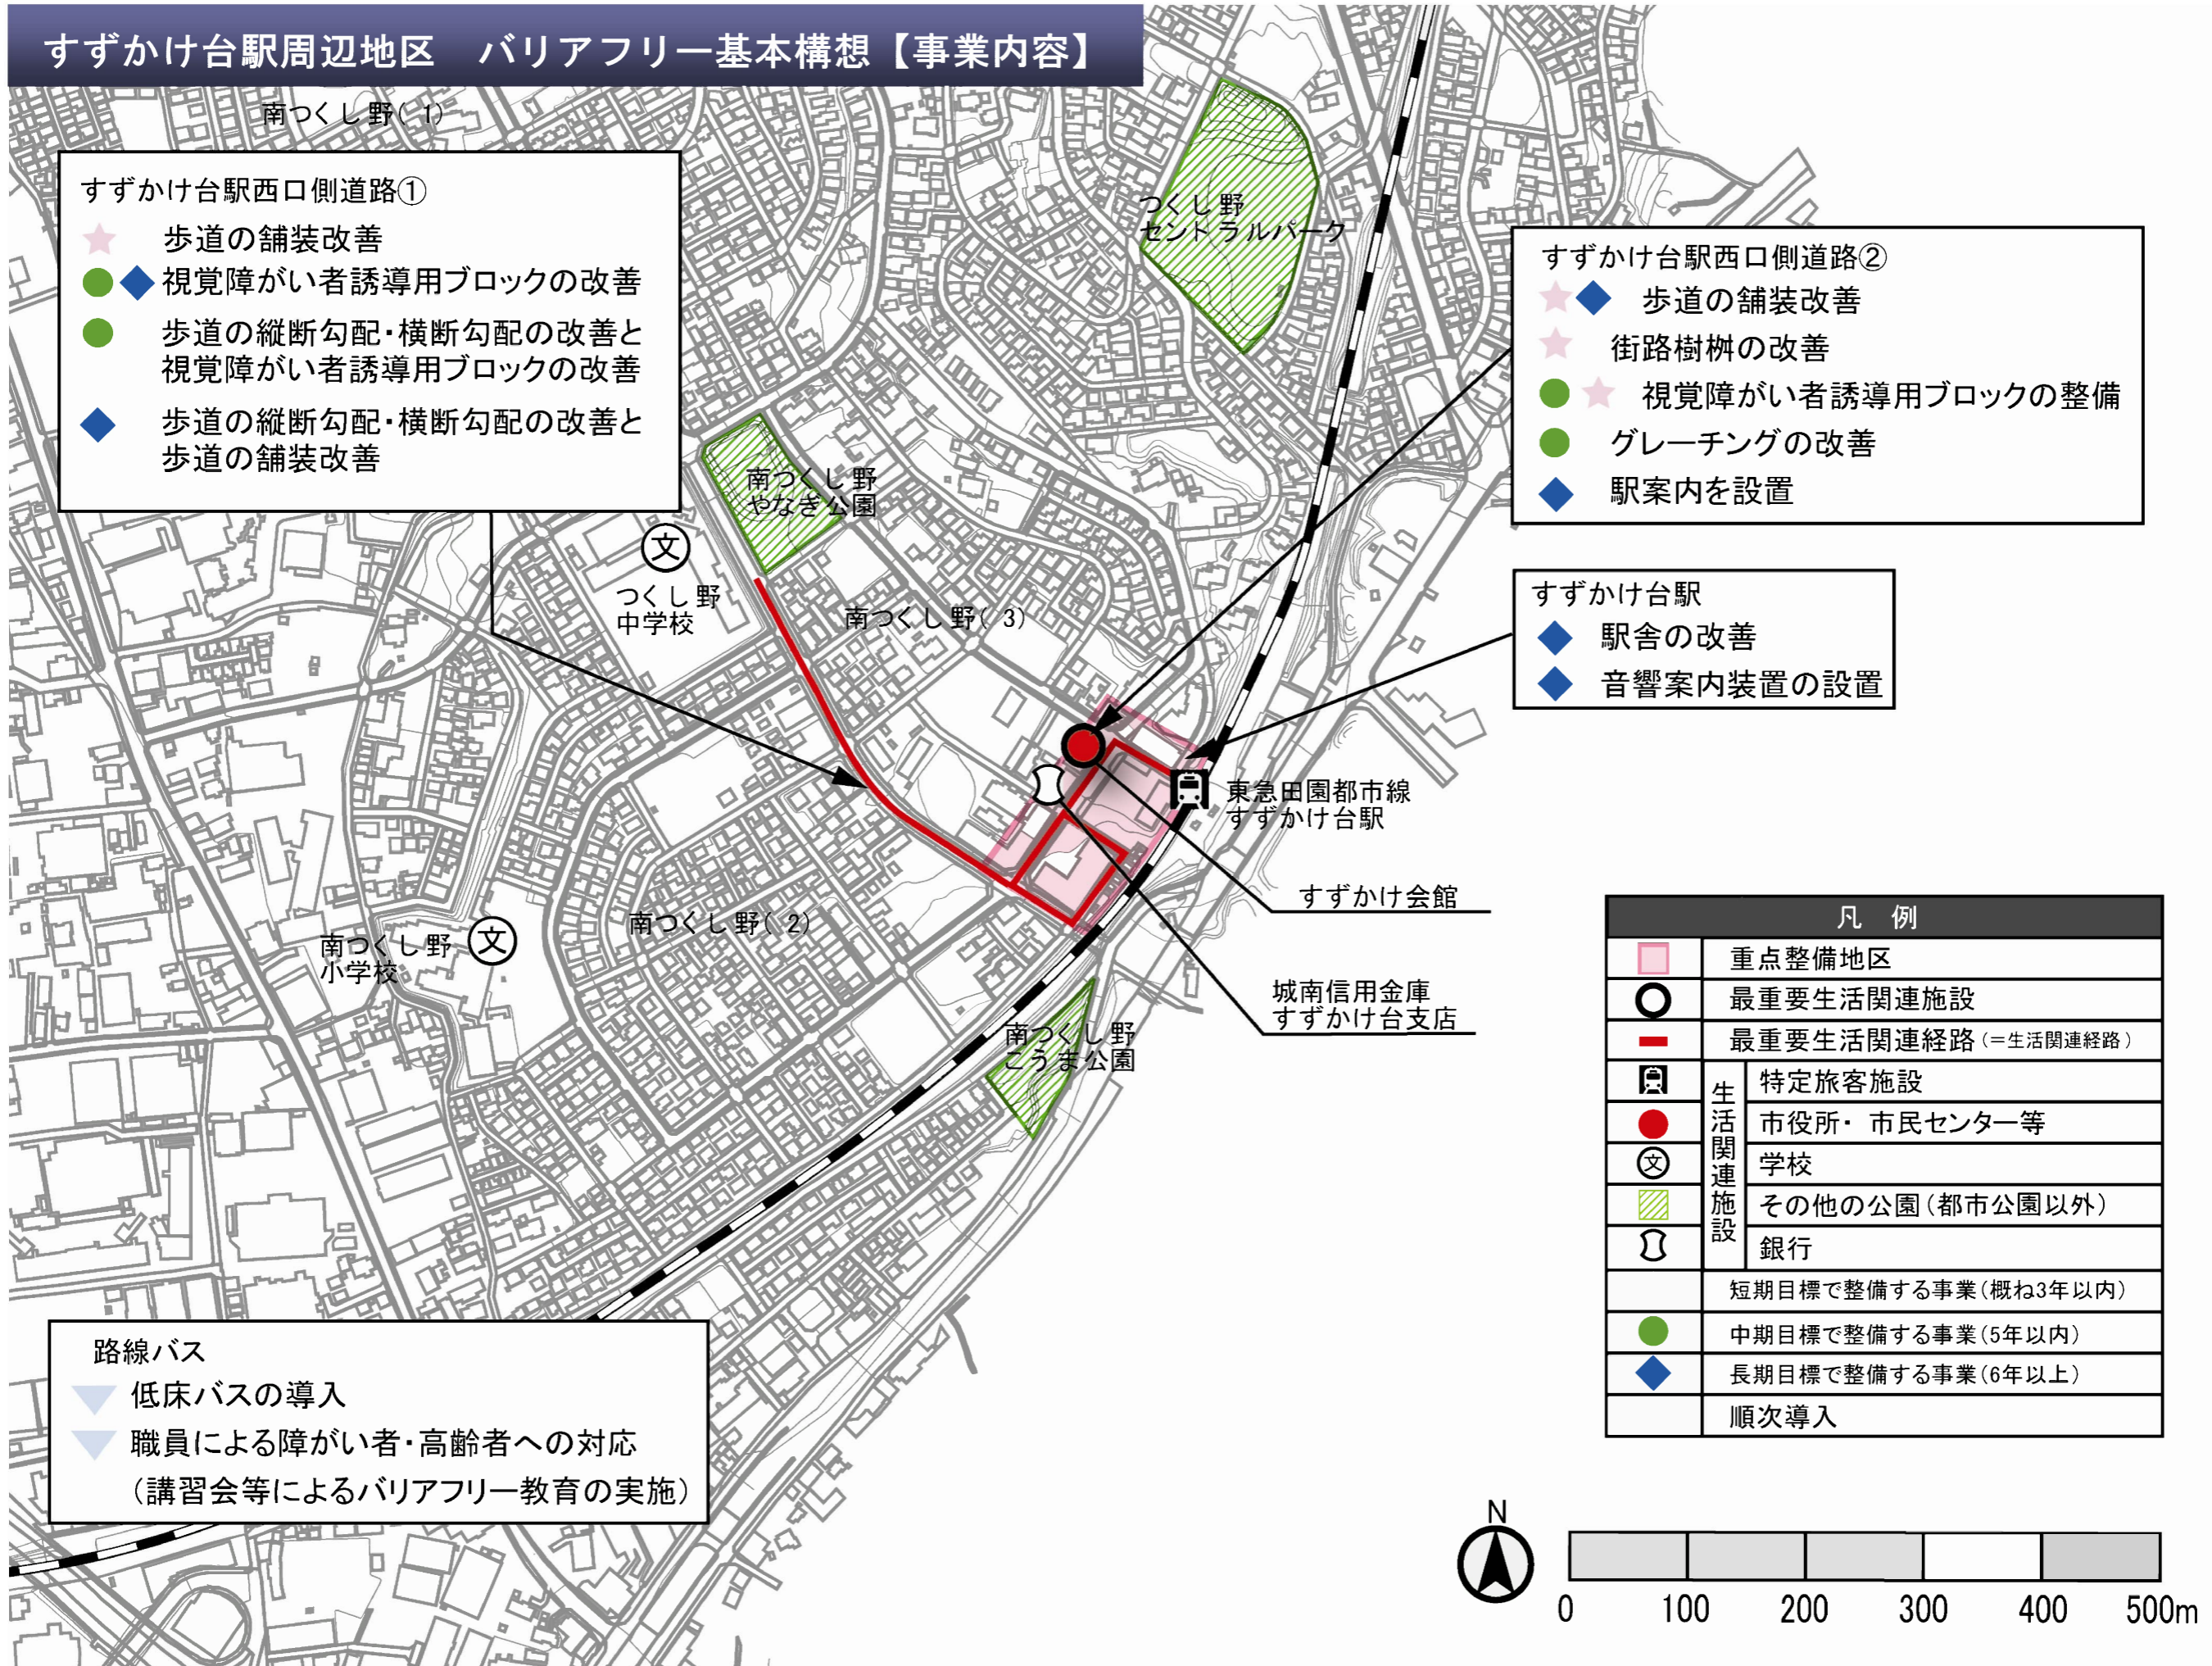 すずかけ台駅周辺地区　バリアフリー基本構想【事業内容】
南つくし野(1)
すずかけ台駅西口側道路①
歩道の舗装改善
視覚障がい者誘導用ブロックの改善
歩道の縦断勾配・横断勾配の改善と
視覚障がい者誘導用ブロックの改善
歩道の縦断勾配・横断勾配の改善と
歩道の舗装改善
つくし野
セントラルパーク
すずかけ台駅西口側道路②
歩道の舗装改善
街路樹桝の改善
視覚障がい者誘導用ブロックの整備
グレーチングの改善
駅案内を設置
南つくし野
やなぎ公園
文
つくし野
中学校
南つくし野(3)
すずかけ台駅
駅舎の改善
音響案内装置の設置
東急田園都市線
すずかけ台駅
すずかけ会館
南つくし野(2)
南つくし野
小学校
文
城南信用金庫
すずかけ台支店
南つくし野
こうま公園
凡　例
重点整備地区
最重要生活関連施設
最重要生活関連経路(=生活関連経路)
生活関連施設
特定旅客施設
市役所・市民センター等
文
学校
その他の公園(都市公園以外)
銀行
短期目標で整備する事業(概ね3年以内)
中期目標で整備する事業(5年以内)
長期目標で整備する事業(6年以上)
順次導入
路線バス
低床バスの導入
職員による障がい者・高齢者への対応
(講習会等によるバリアフリー教育の実施)
N
0 100 200 300 400 500m